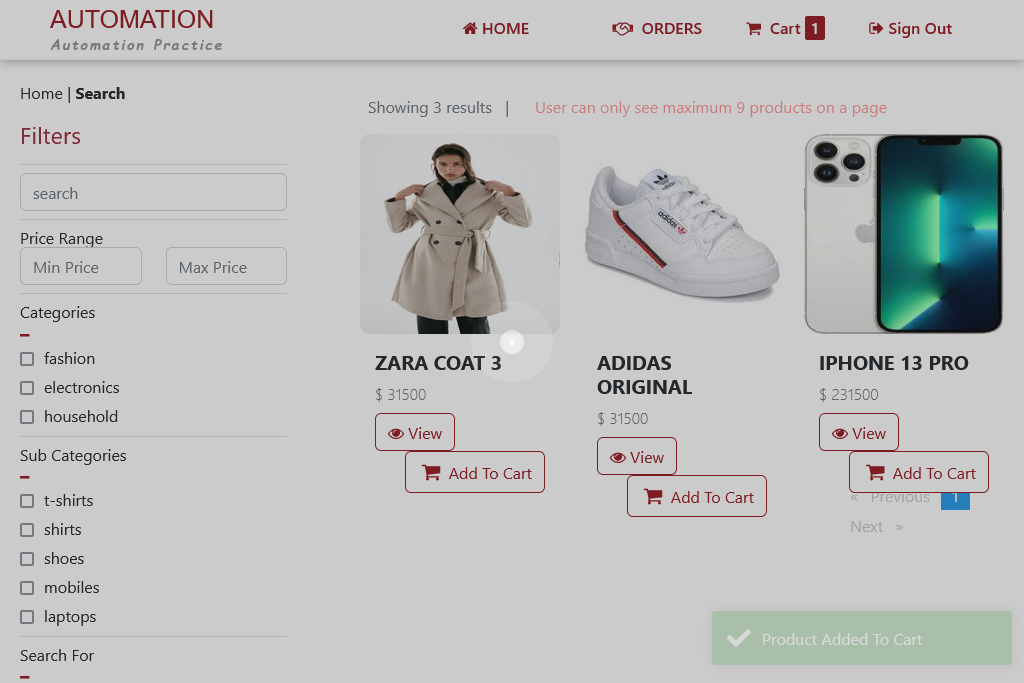 AUTOMATION
Automation Practice
HOME
ORDERS
Cart 1
Sign Out
Home | Search
Showing 3 results |
User can only see maximum 9 products on a page
Filters
search
Price Range
Min Price
Max Price
Categories
fashion
electronics
household
Sub Categories
t-shirts
shirts
shoes
mobiles
laptops
Search For
adidas
adidas
ZARA COAT 3
$ 31500
View
Add To Cart
ADIDAS
ORIGINAL
$ 31500
View
Add To Cart
IPHONE 13 PRO
$ 231500
View
Add To Cart
« Previous 1
Next »
Product Added To Cart